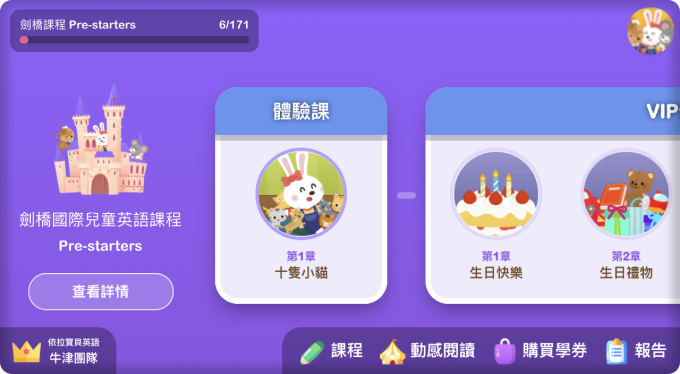 劍橋課程 Pre-starters 6/171
體驗課
VIP
劍橋國際兒童英語課程
Pre-starters
查看詳情
第1章
十隻小貓
第1章
生日快樂
第2章
生日禮物
依拉寶貝英語
牛津團隊
課程
動感閱讀
購買學券
報告